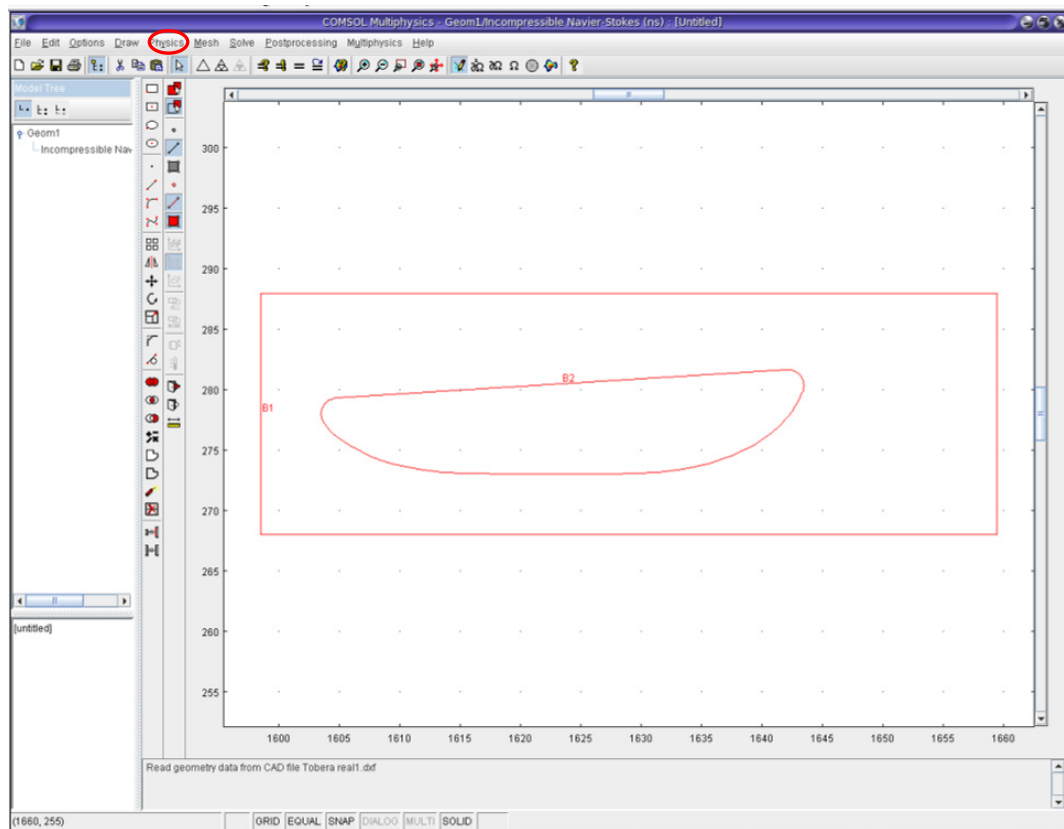 COMSOL Multiphysics - Geom1/Incompressible Navier-Stokes (ns) : [Untitled]
File Edit Options Draw Physics Mesh Solve Postprocessing Multiphysics Help
Model Tree
Geom1
Incompressible Nav
300
295
290
285
280
275
270
265
260
255
B1
B2
1600 1605 1610 1615 1620 1625 1630 1635 1640 1645 1650 1655 1660
[untitled]
Read geometry data from CAD file Tobera real1.dxf
(1660, 255)
GRID EQUAL SNAP DIALOG MULTI SOLID